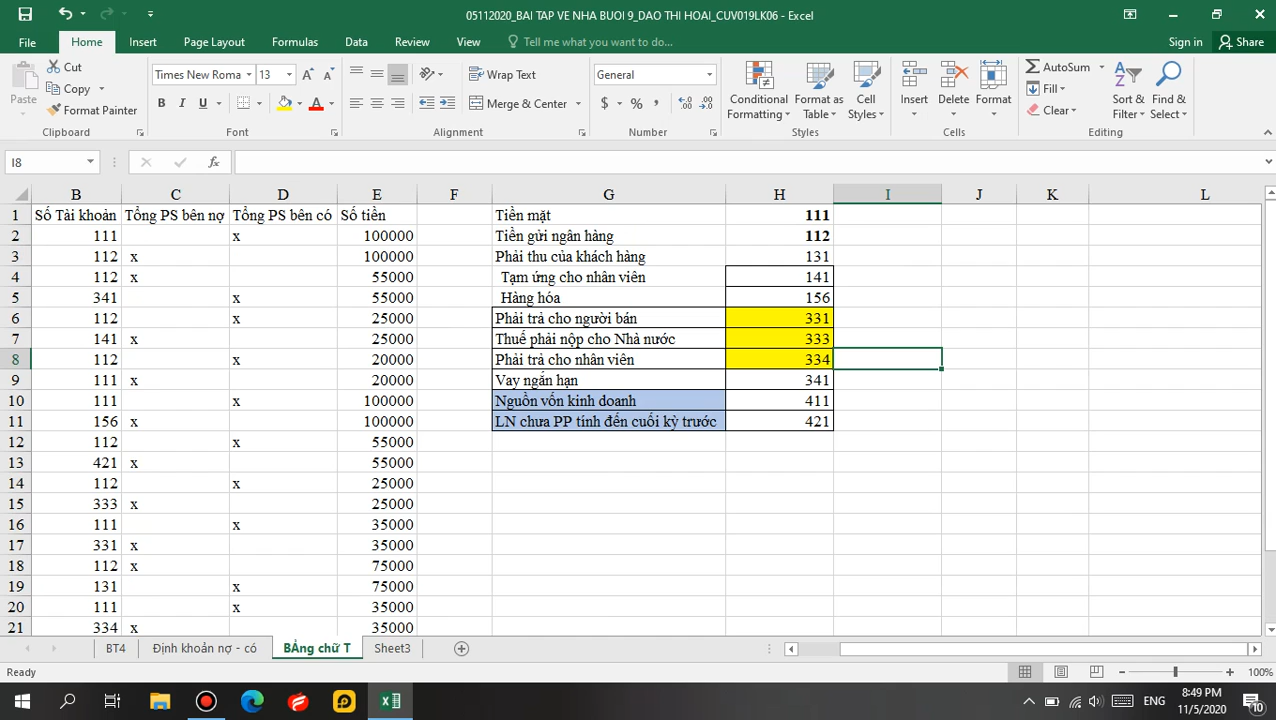 05112020_BAI TAP VE NHA BUOI 9_DAO THI HOAI_CUV019LK06 - Excel
File Home Insert Page Layout Formulas Data Review View Tell me what you want to do... Sign in Share
Paste Cut Copy Format Painter
Times New Roma 13
B I U
Wrap Text
Merge & Center
General
$ %
Conditional Formatting Format as Table Cell Styles
Insert Delete Format
AutoSum Fill Clear
Sort & Filter Find & Select
Clipboard Font Alignment Number Styles Cells Editing
I8 fx
B C D E F G H I J K L
1 Số Tài khoản Tổng PS bên nợ Tổng PS bên có Số tiền Tiền mặt 111
2 111 x 100000 Tiền gửi ngân hàng 112
3 112 x 100000 Phải thu của khách hàng 131
4 112 x 55000 Tạm ứng cho nhân viên 141
5 341 x 55000 Hàng hóa 156
6 112 x 25000 Phải trả cho người bán 331
7 141 x 25000 Thuế phải nộp cho Nhà nước 333
8 112 x 20000 Phải trả cho nhân viên 334
9 111 x 20000 Vay ngắn hạn 341
10 111 x 100000 Nguồn vốn kinh doanh 411
11 156 x 100000 LN chưa PP tính đến cuối kỳ trước 421
12 112 x 55000
13 421 x 55000
14 112 x 25000
15 333 x 25000
16 111 x 35000
17 331 x 35000
18 112 x 75000
19 131 x 75000
20 111 x 35000
21 334 x 35000
BT4 Định khoản nợ - có BẢng chữ T Sheet3
Ready 100%
ENG 8:49 PM
11/5/2020 10